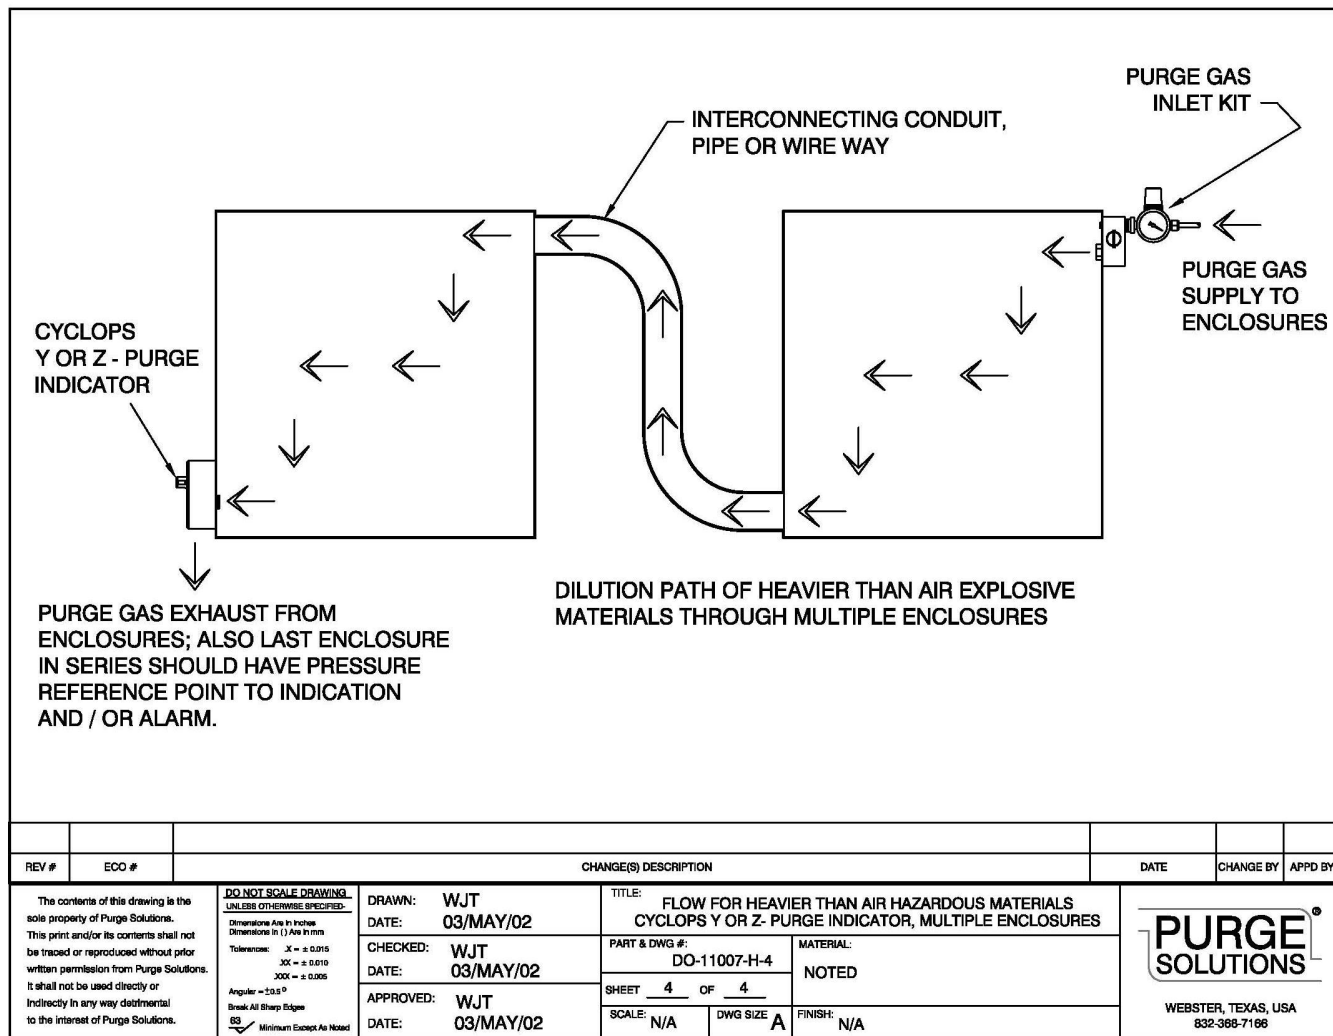 PURGE GAS
INLET KIT
INTERCONNECTING CONDUIT,
PIPE OR WIRE WAY
PURGE GAS
SUPPLY TO
ENCLOSURES
CYCLOPS
Y OR Z - PURGE
INDICATOR
DILUTION PATH OF HEAVIER THAN AIR EXPLOSIVE
MATERIALS THROUGH MULTIPLE ENCLOSURES
PURGE GAS EXHAUST FROM
ENCLOSURES; ALSO LAST ENCLOSURE
IN SERIES SHOULD HAVE PRESSURE
REFERENCE POINT TO INDICATION
AND / OR ALARM.
REV # ECO # CHANGE(S) DESCRIPTION DATE CHANGE BY APPD BY
The contents of this drawing is the
sole property of Purge Solutions.
This print and/or its contents shall not
be traced or reproduced without prior
written permission from Purge Solutions.
It shall not be used directly or
indirectly in any way detrimental
to the interest of Purge Solutions.
DO NOT SCALE DRAWING
UNLESS OTHERWISE SPECIFIED-
Dimensions Are in Inches
Dimensions in ( ) Are in mm
Tolerances: .X = ± 0.015
.XX = ± 0.010
.XXX = ± 0.005
Angular = ±0.5°
Break All Sharp Edges
63 Minimum Except As Noted
DRAWN: WJT
DATE: 03/MAY/02
CHECKED: WJT
DATE: 03/MAY/02
APPROVED: WJT
DATE: 03/MAY/02
TITLE: FLOW FOR HEAVIER THAN AIR HAZARDOUS MATERIALS
CYCLOPS Y OR Z- PURGE INDICATOR, MULTIPLE ENCLOSURES
PART & DWG #:
DO-11007-H-4
MATERIAL:
NOTED
SHEET 4 OF 4
SCALE: N/A
DWG SIZE A
FINISH: N/A
PURGE®
SOLUTIONS
WEBSTER, TEXAS, USA
832-368-7166